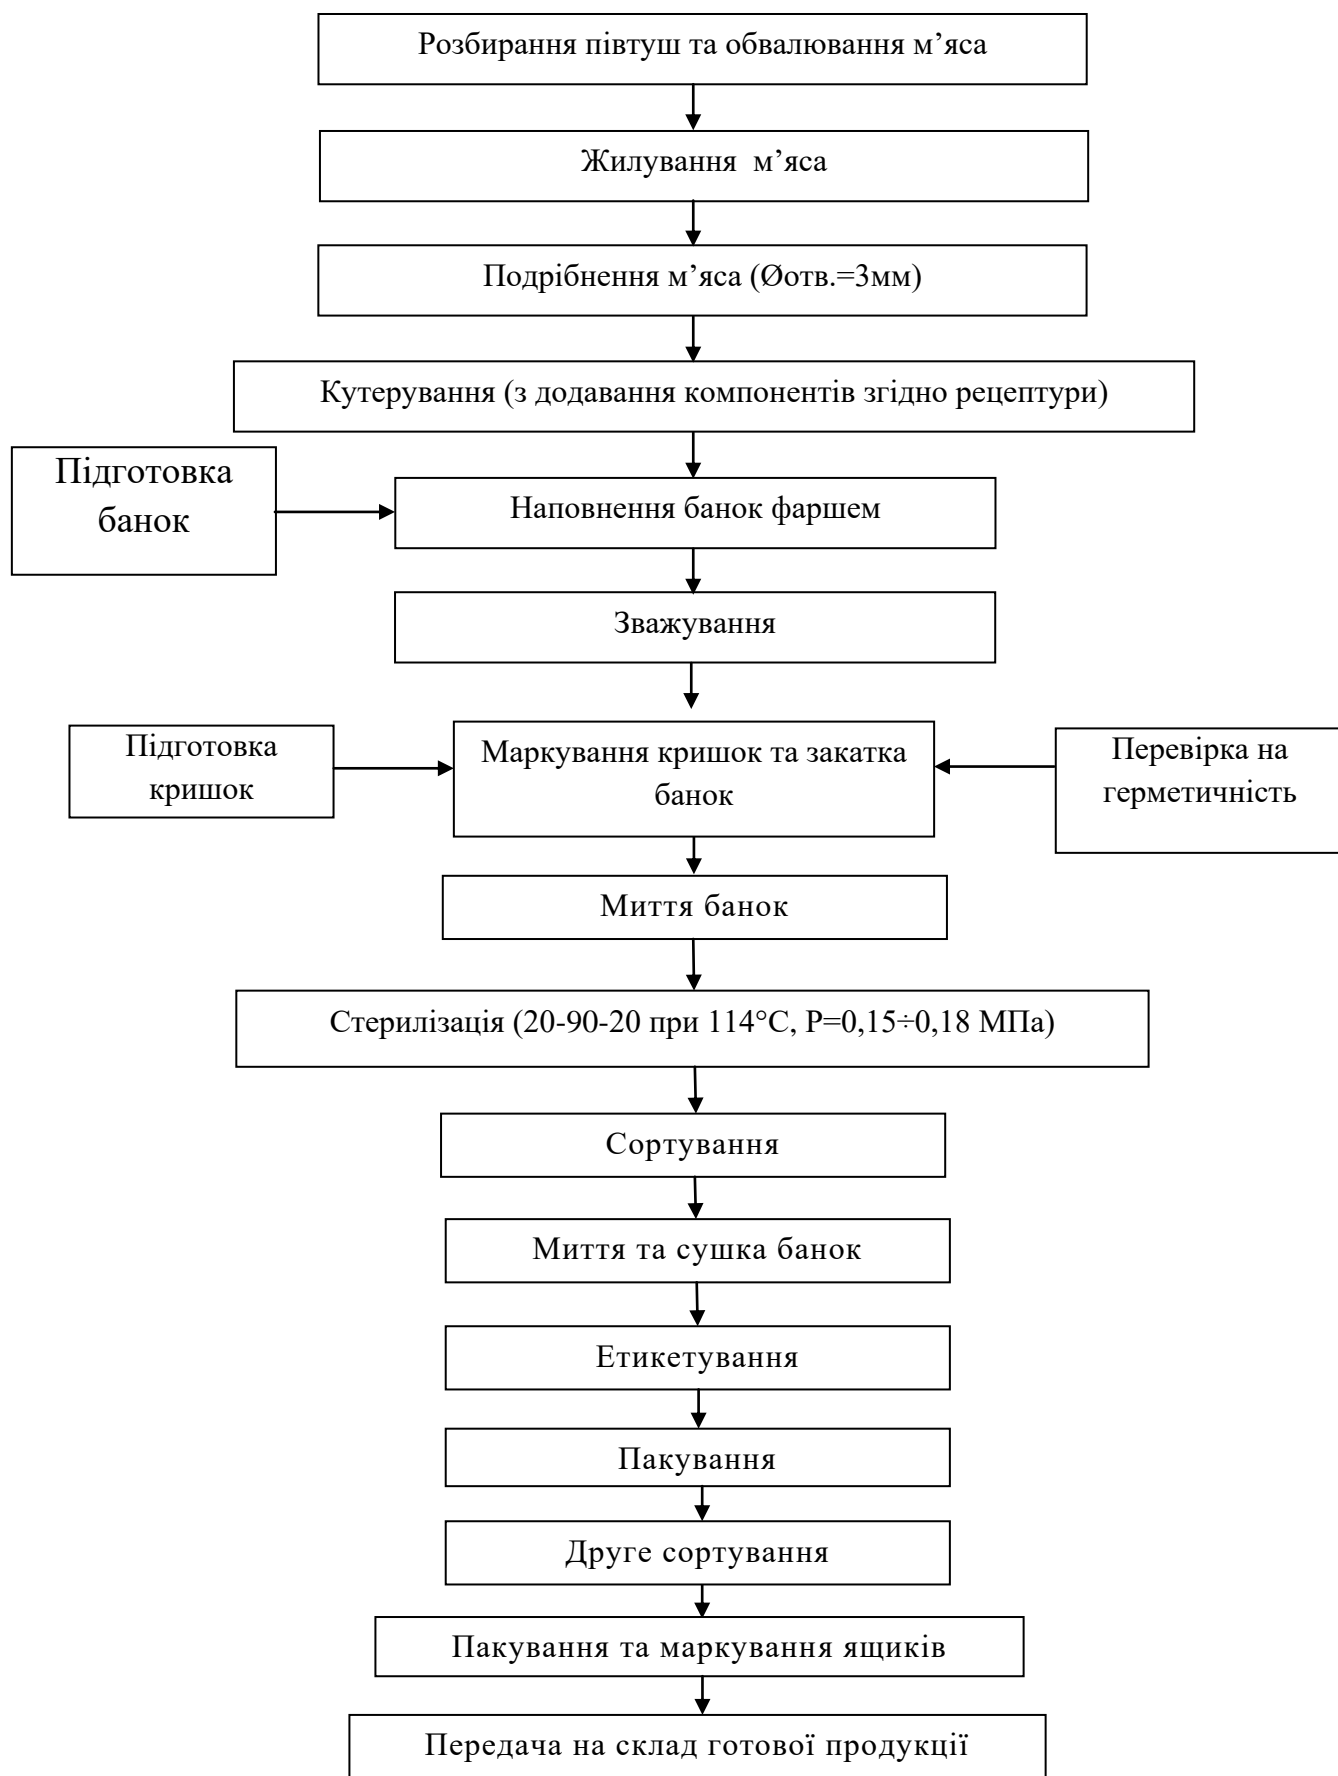 Розбирання півтуш та обвалювання м’яса
Жилування  м’яса
Подрібнення м’яса (Øотв.=3мм)
Кутерування (з додавання компонентів згідно рецептури)
Підготовка
банок
Наповнення банок фаршем
Зважування
Підготовка
кришок
Маркування кришок та закатка
банок
Перевірка на
герметичність
Миття банок
Стерилізація (20-90-20 при 114°С, Р=0,15÷0,18 МПа)
Сортування
Миття та сушка банок
Етикетування
Пакування
Друге сортування
Пакування та маркування ящиків
Передача на склад готової продукції